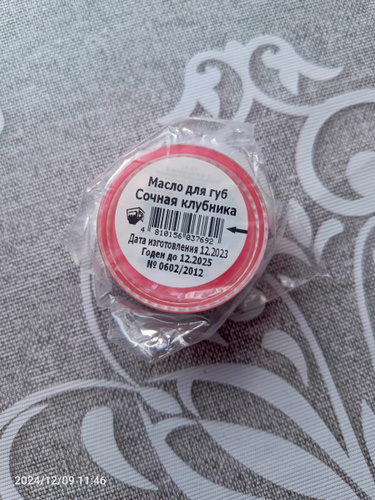 Масло для губ
Сочная клубника
4 810156 037692
Дата изготовления 12.2023
Годен до 12.2025
№ 0602/2012
2024/12/09 11:46